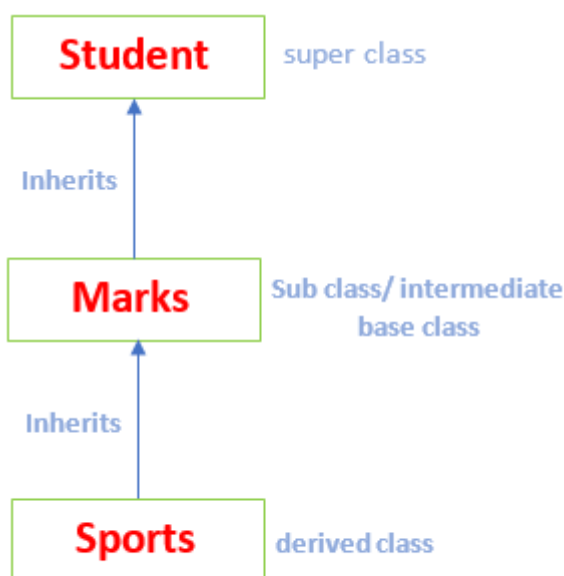 Student
super class
Inherits
Marks
Sub class/ intermediate
base class
Inherits
Sports
derived class